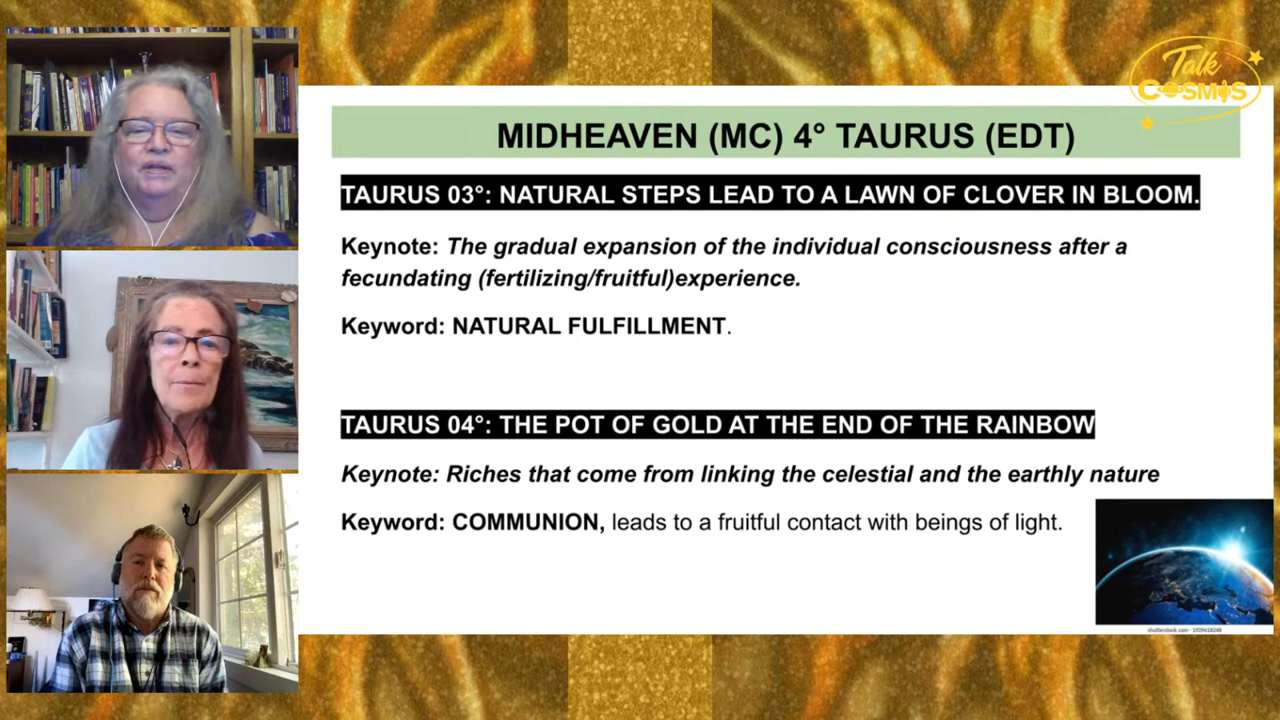 Talk
COSMOS
MIDHEAVEN (MC) 4° TAURUS (EDT)
TAURUS 03°: NATURAL STEPS LEAD TO A LAWN OF CLOVER IN BLOOM.
Keynote: The gradual expansion of the individual consciousness after a
fecundating (fertilizing/fruitful)experience.
Keyword: NATURAL FULFILLMENT.
TAURUS 04°: THE POT OF GOLD AT THE END OF THE RAINBOW
Keynote: Riches that come from linking the celestial and the earthly nature
Keyword: COMMUNION, leads to a fruitful contact with beings of light.
shutterstock.com ·